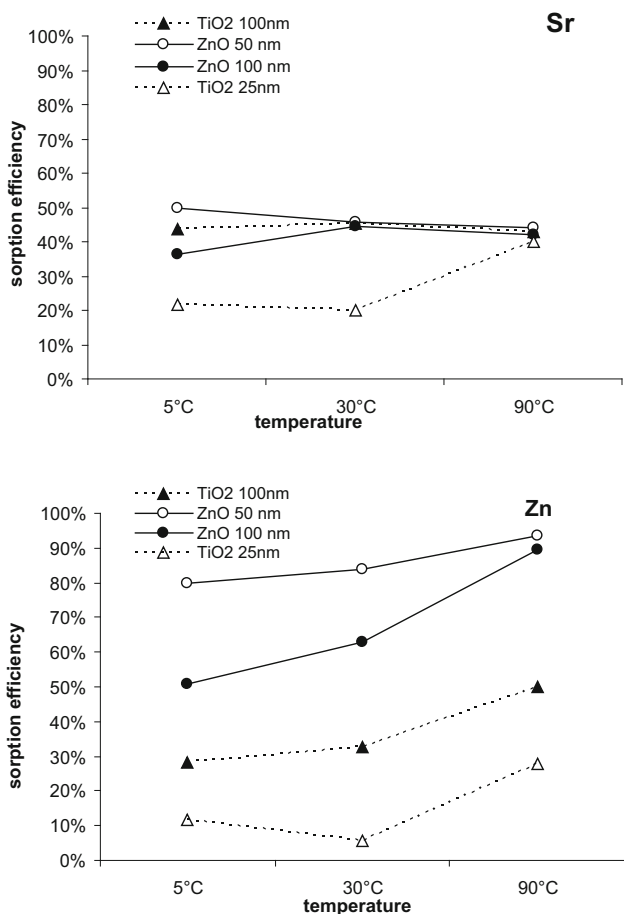 TiO2 100nm
ZnO 50 nm
ZnO 100 nm
TiO2 25nm
Sr
100%
90%
80%
70%
60%
50%
40%
30%
20%
10%
0%
sorption efficiency
5°C 30°C 90°C
temperature
TiO2 100nm
ZnO 50 nm
ZnO 100 nm
TiO2 25nm
Zn
100%
90%
80%
70%
60%
50%
40%
30%
20%
10%
0%
sorption efficiency
5°C 30°C 90°C
temperature